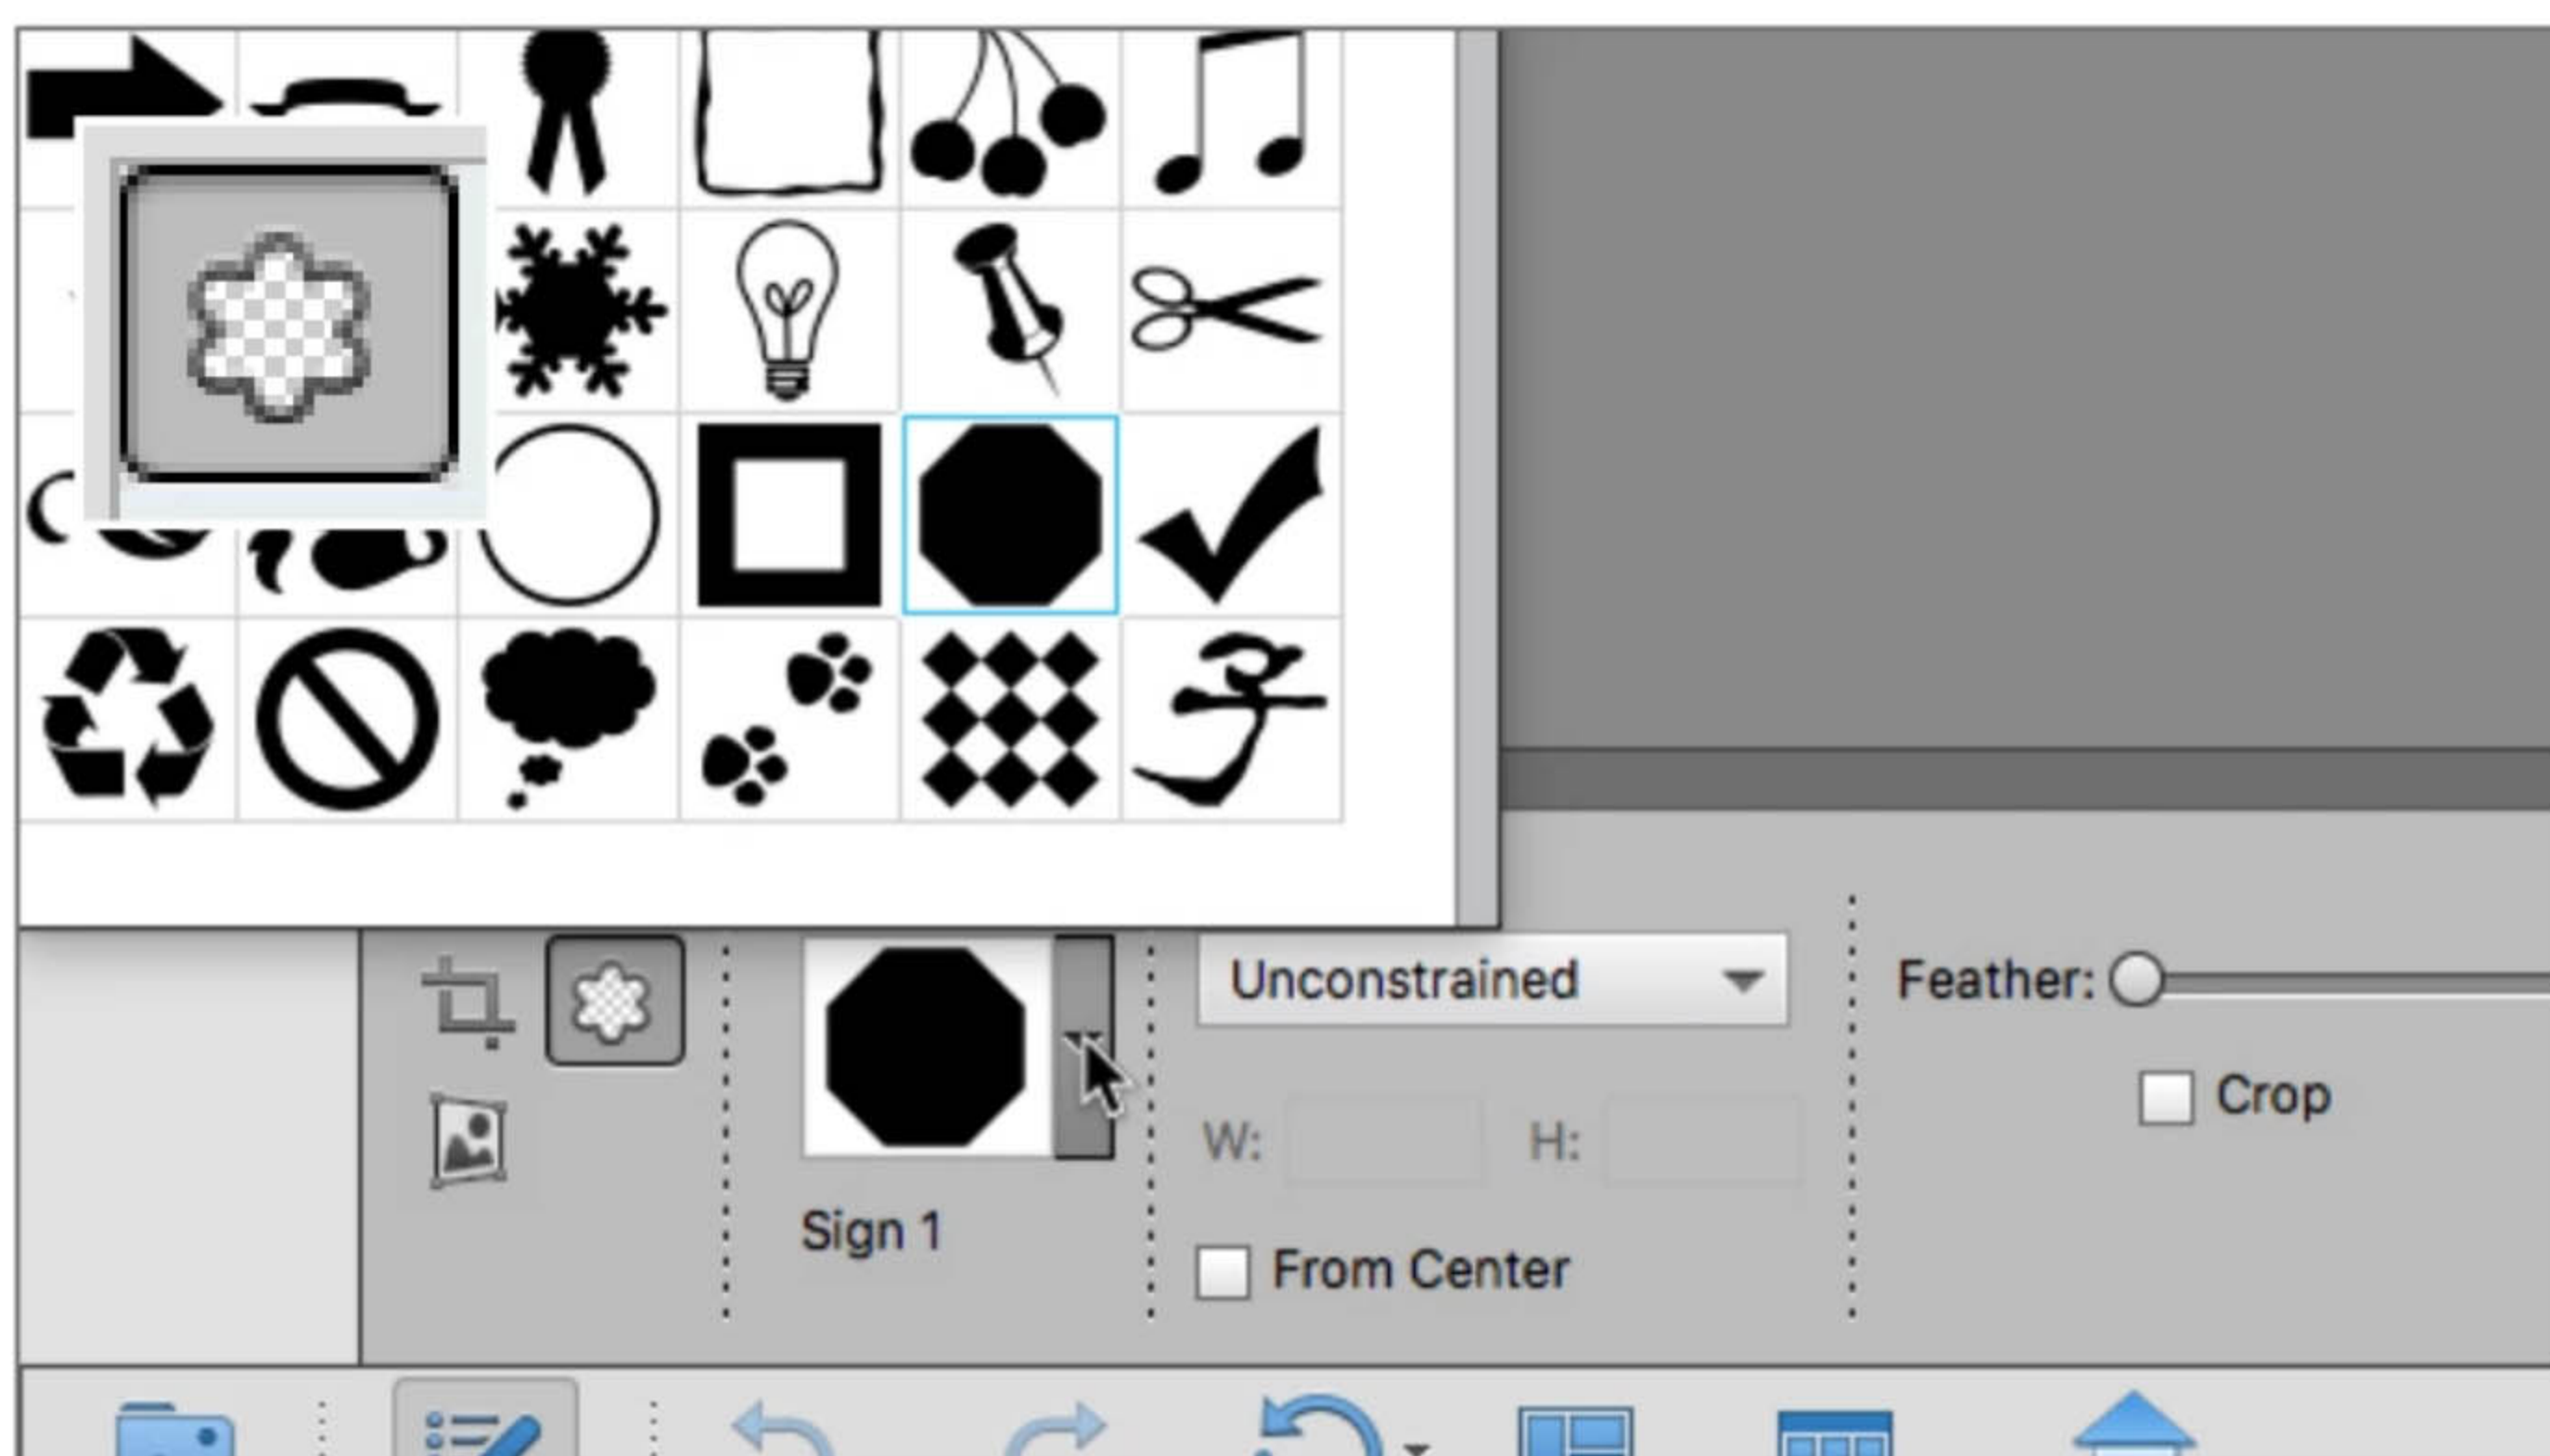 Unconstrained
Feather:
Crop
W:
H:
Sign 1
From Center